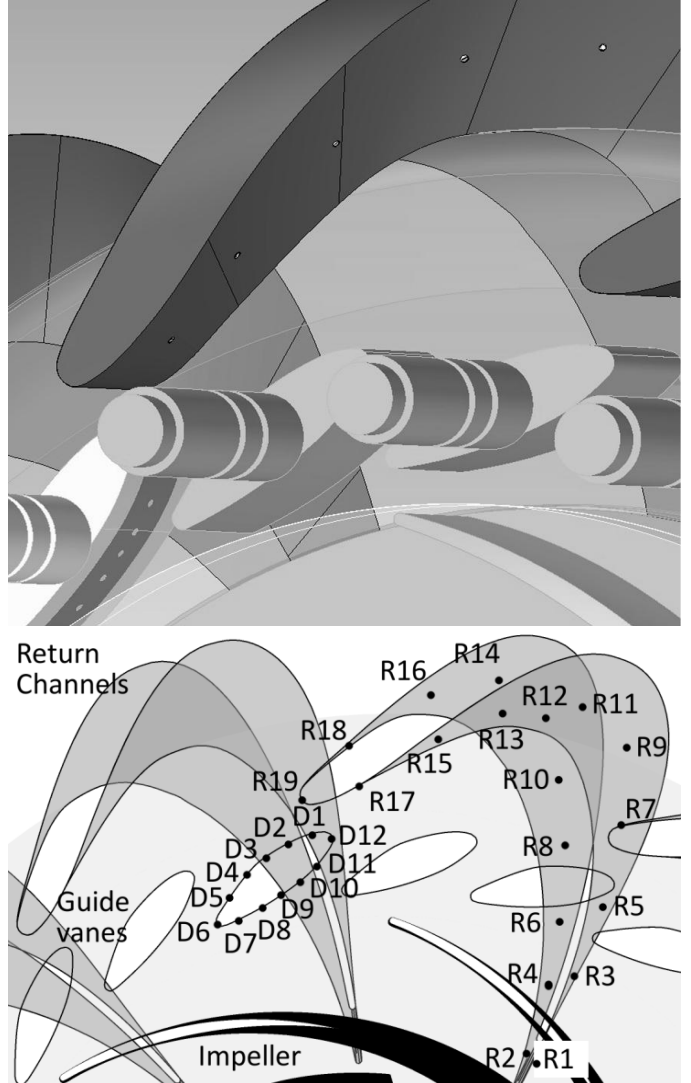 Return
Channels
R16
R14
R12
R11
R18
R13
R9
R15
R19
R10
R17
D1
R7
D2
D12
D3
R8
D11
D4
D10
D5
Guide
vanes
D9
R5
D6
D8
R6
D7
R4
R3
Impeller
R2
R1